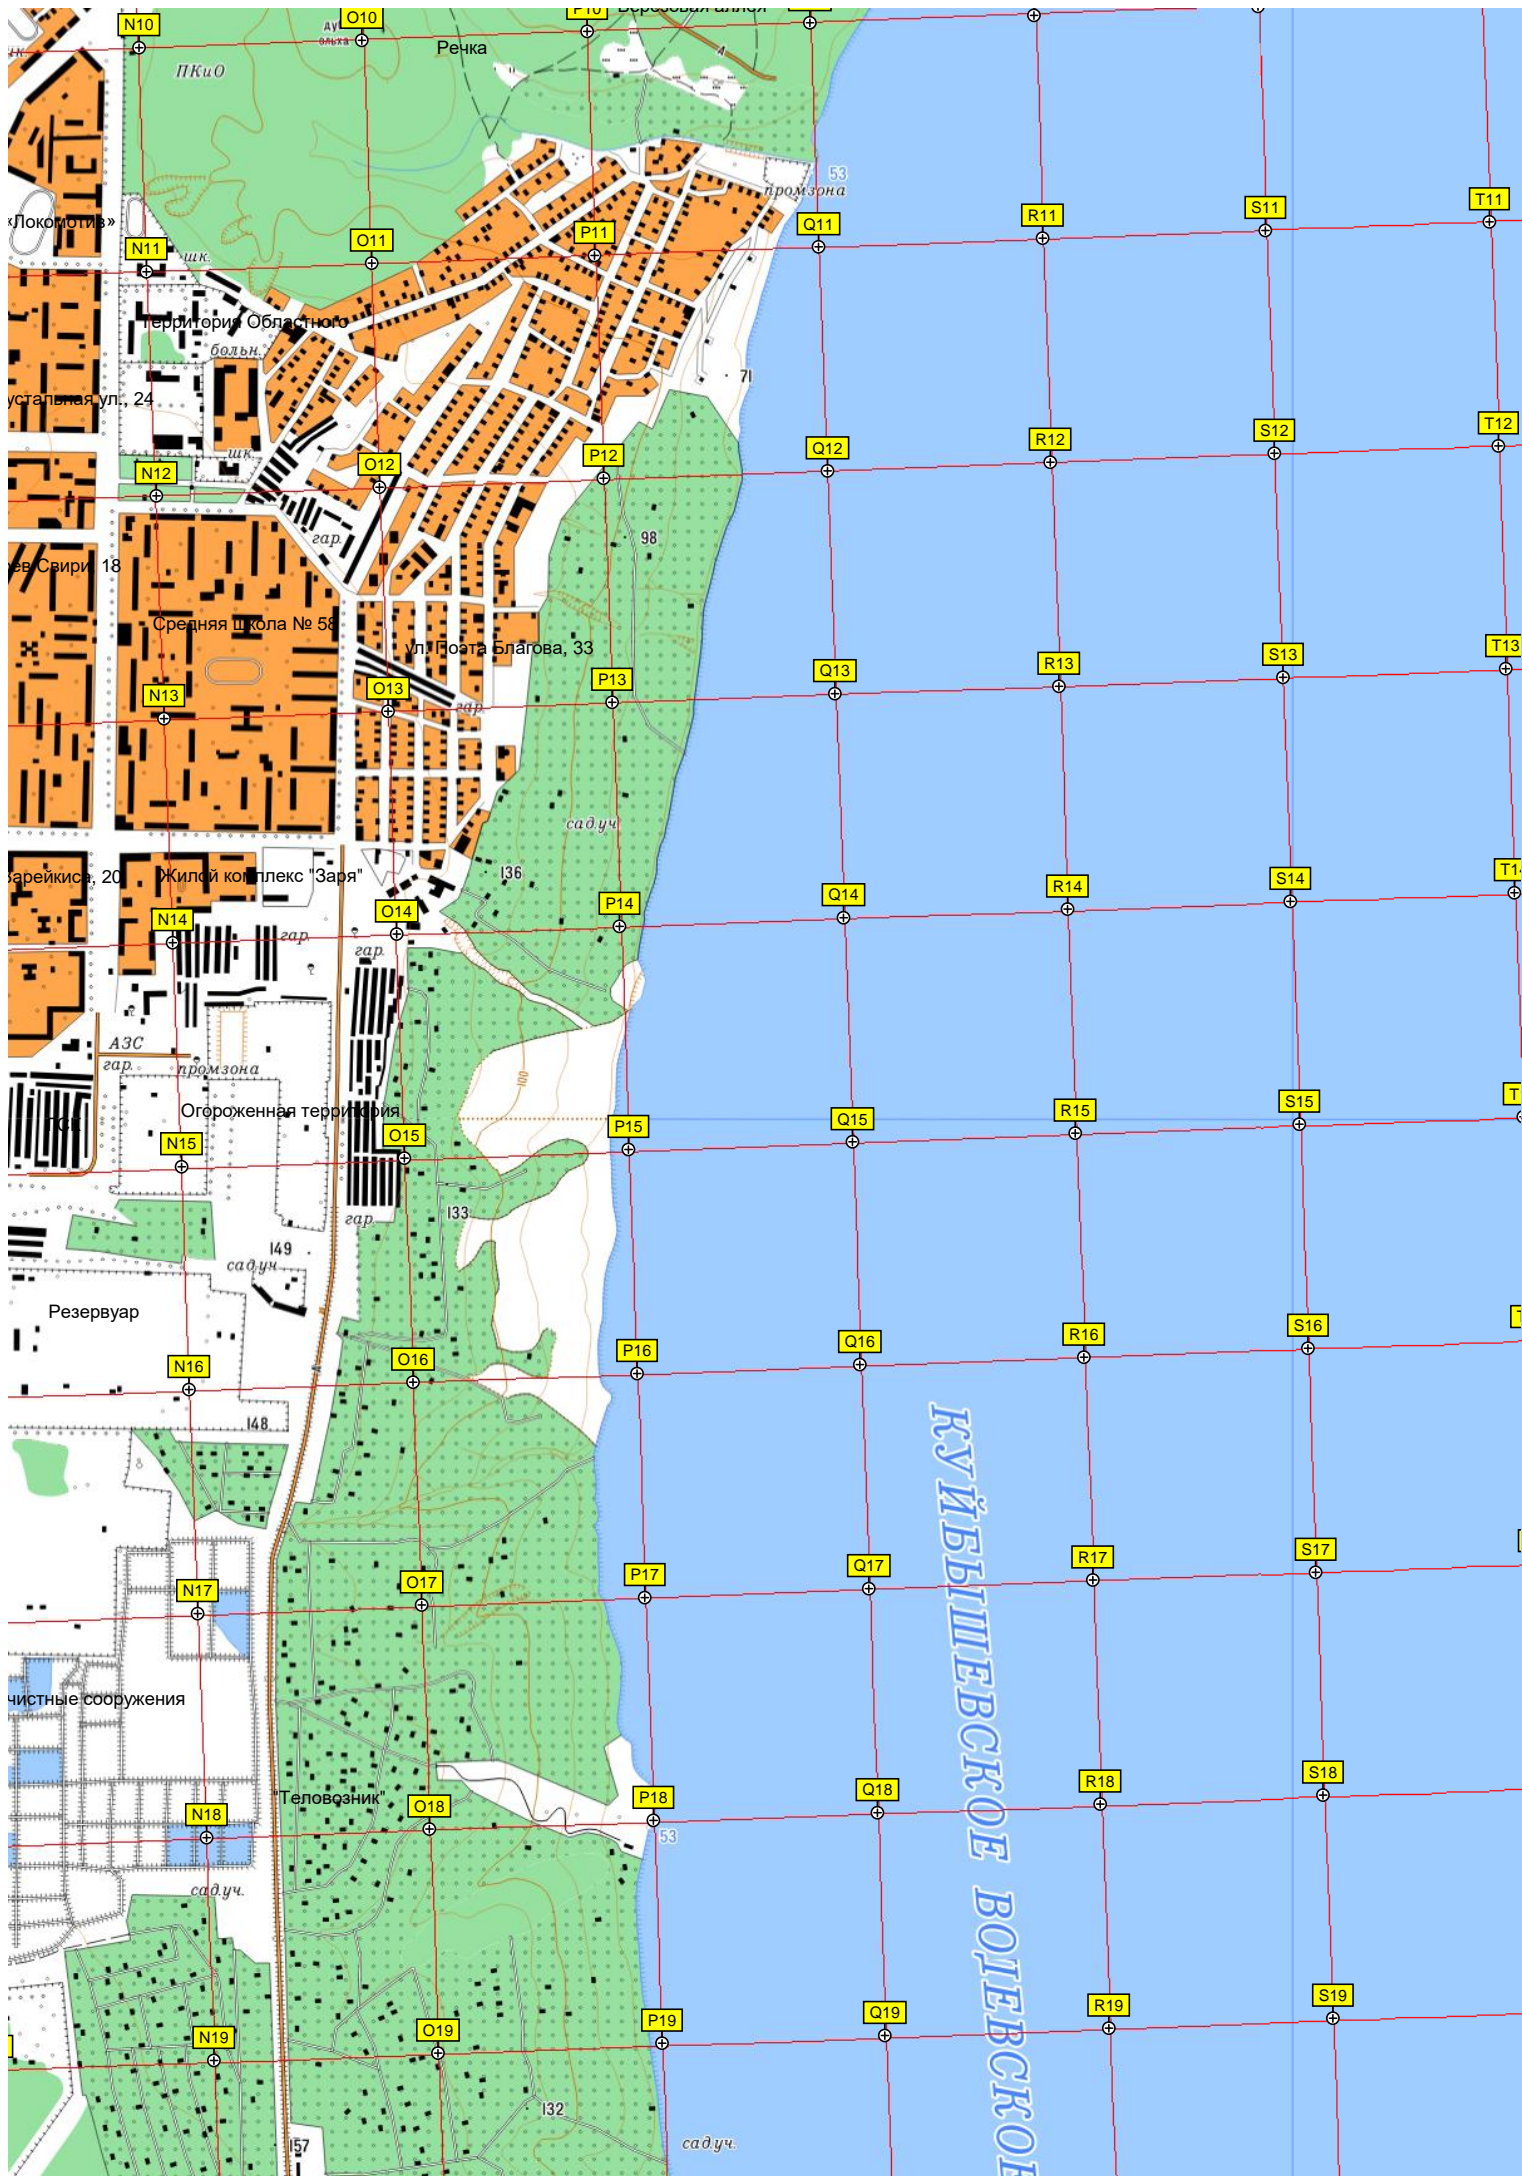 N10
O10
P10
Березовая аллея
Речка
ольха
ПКиО
А
53
промзона
«Локомотив»
N11
шк.
O11
P11
Q11
R11
S11
T11
Территория Областного
больн.
71
устальная ул., 24
шк.
N12
O12
P12
Q12
R12
S12
T12
гар.
98
ев Свири, 18
Средняя школа № 58
ул. Поэта Благова, 33
N13
O13
гар.
P13
Q13
R13
S13
T13
сад.уч.
136
Варейкиса, 20
Жилой комплекс "Заря"
N14
гар.
O14
гар.
P14
Q14
R14
S14
АЗС
гар.
промзона
100
ГСК
Огороженная территория
N15
O15
P15
Q15
R15
S15
гар.
133
149
сад.уч.
Резервуар
N16
O16
P16
Q16
R16
S16
148
N17
O17
P17
Q17
R17
S17
чистные сооружения
"Теловозник"
N18
O18
P18
Q18
R18
S18
53
сад.уч.
КУЙБЫШЕВСКОЕ ВОДЕВСКОЕ
N19
O19
P19
Q19
R19
S19
132
157
сад.уч.